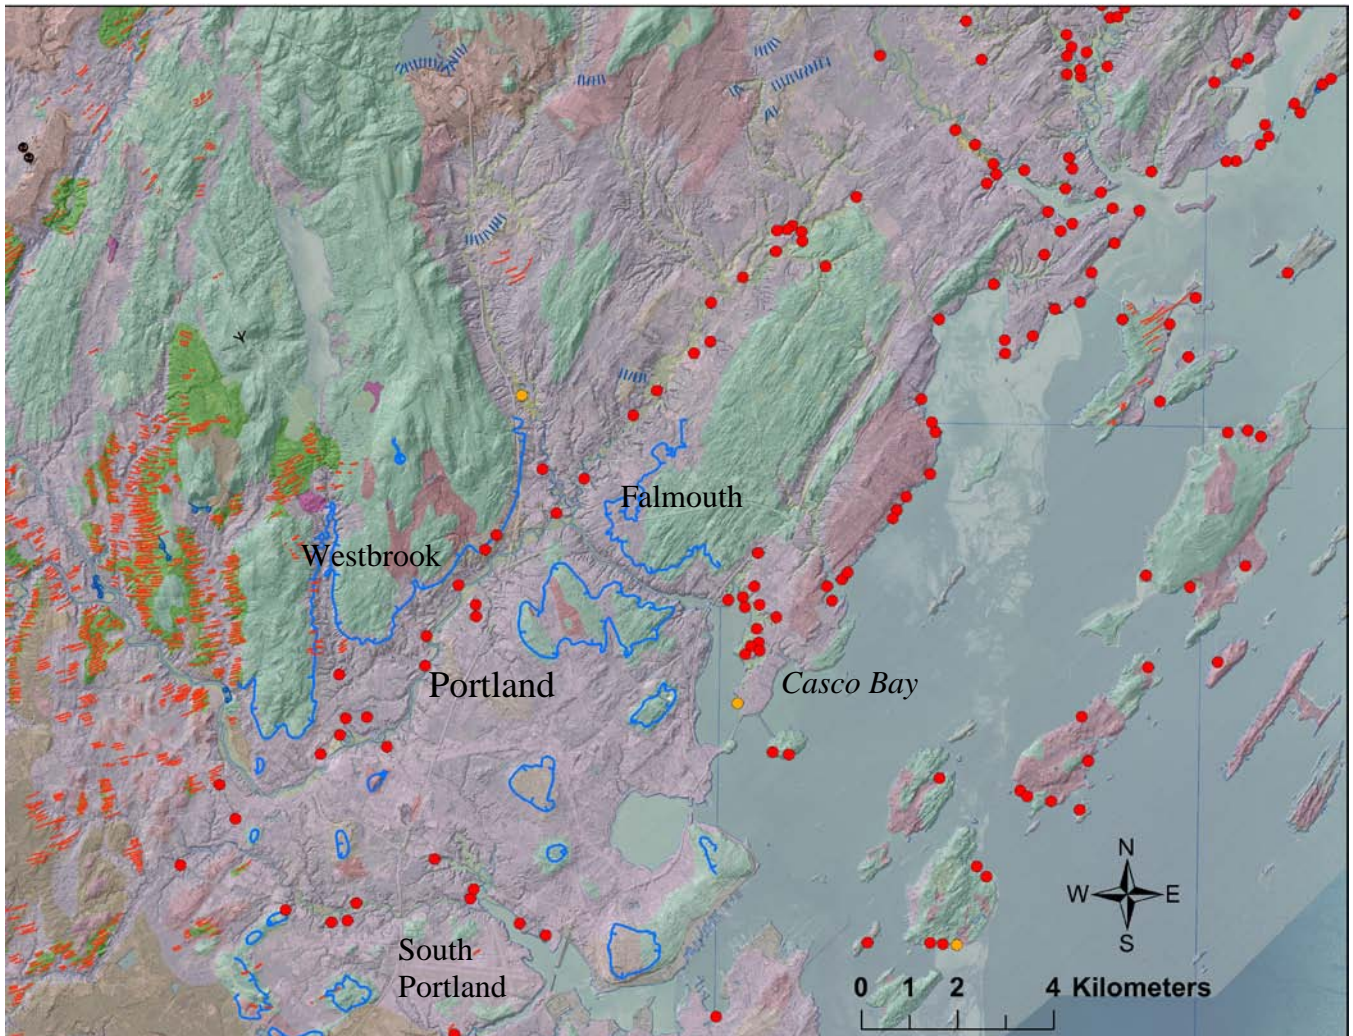 Falmouth
Westbrook
Portland
Casco Bay
N
W E
S
South
Portland
0 1 2 4 Kilometers